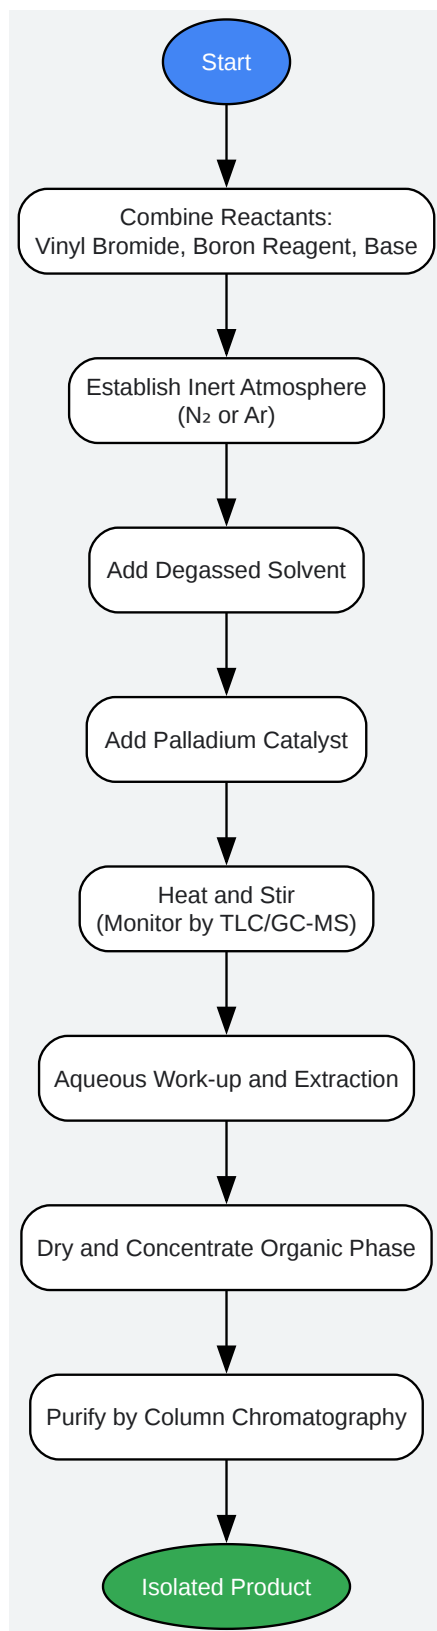 Start
Combine Reactants:
Vinyl Bromide, Boron Reagent, Base
Establish Inert Atmosphere
(N₂ or Ar)
Add Degassed Solvent
Add Palladium Catalyst
Heat and Stir
(Monitor by TLC/GC-MS)
Aqueous Work-up and Extraction
Dry and Concentrate Organic Phase
Purify by Column Chromatography
Isolated Product